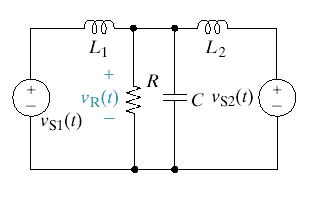 L1 L2
+ R
+ vR(t) C vS2(t) +
− − −
vS1(t)